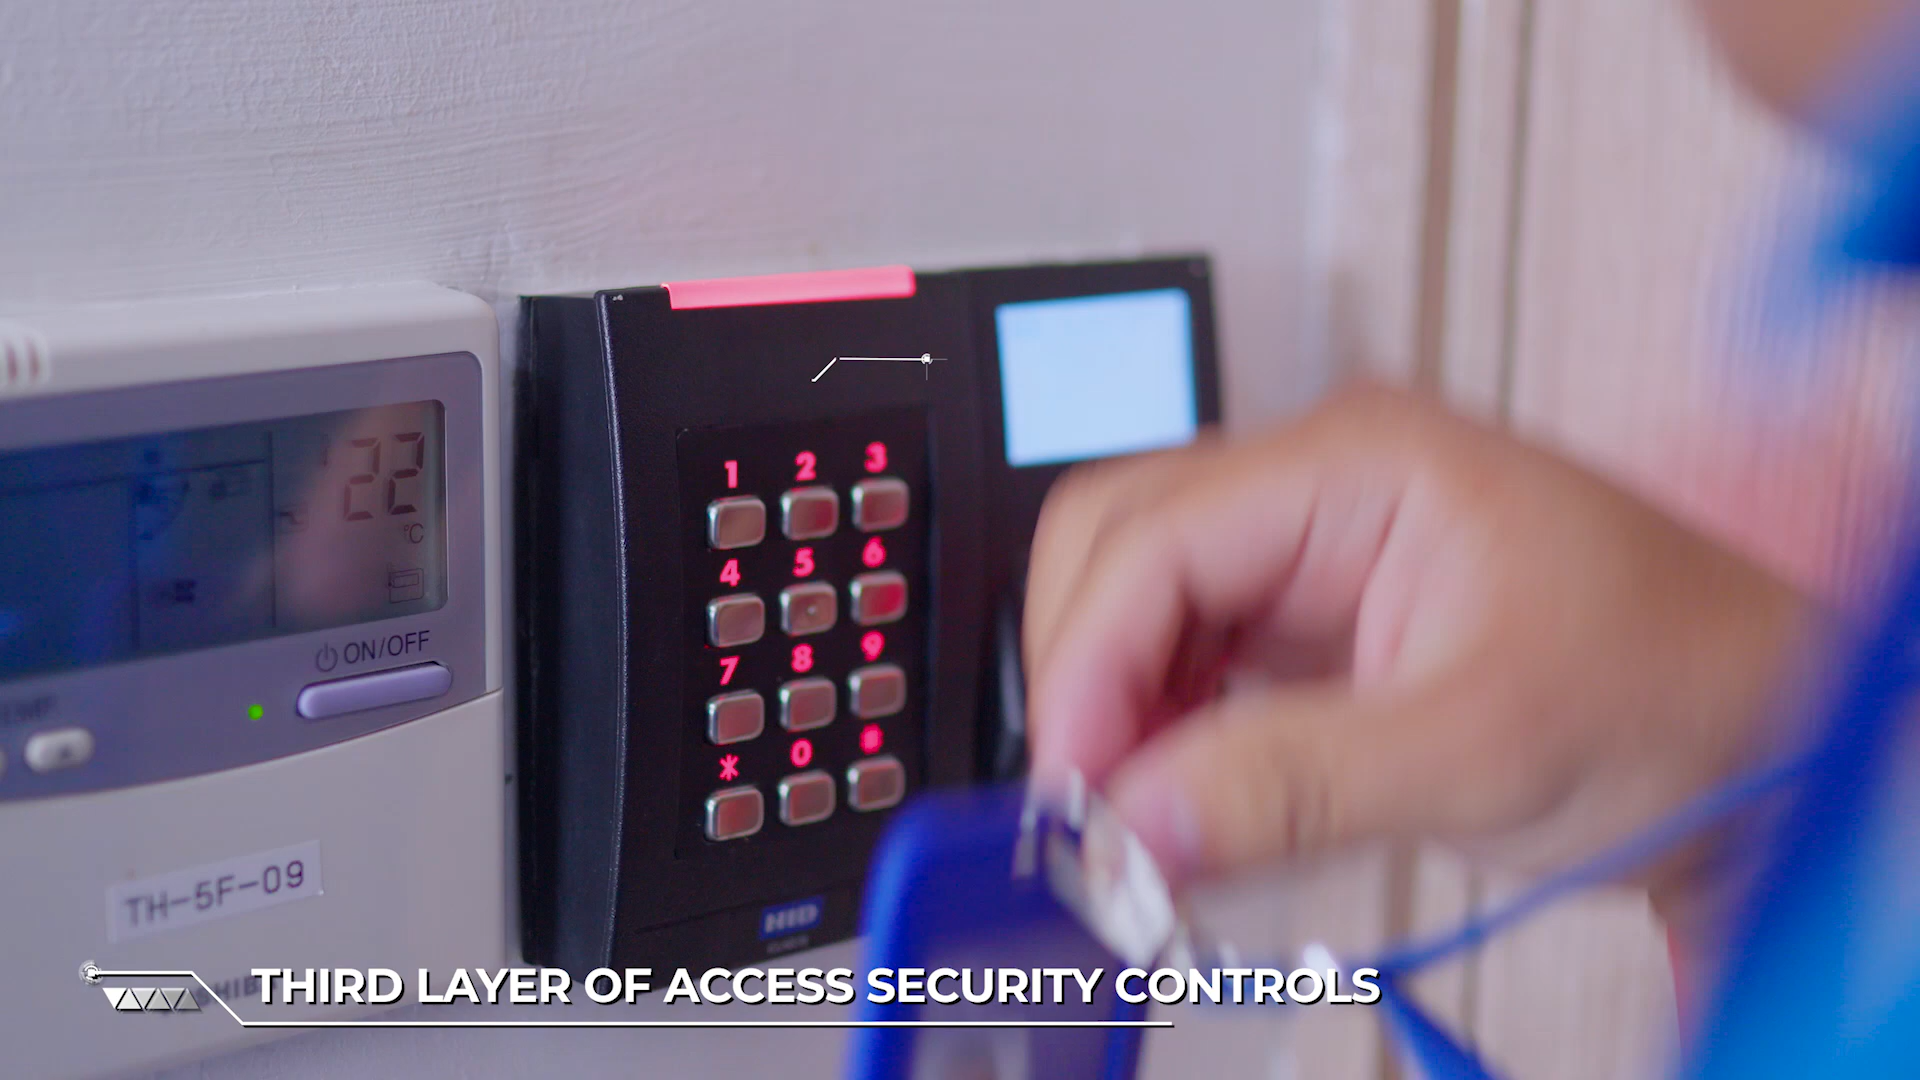 22
°C
ON/OFF
TH-5F-09
1 2 3
4 5 6
7 8 9
* 0
HID
THIRD LAYER OF ACCESS SECURITY CONTROLS